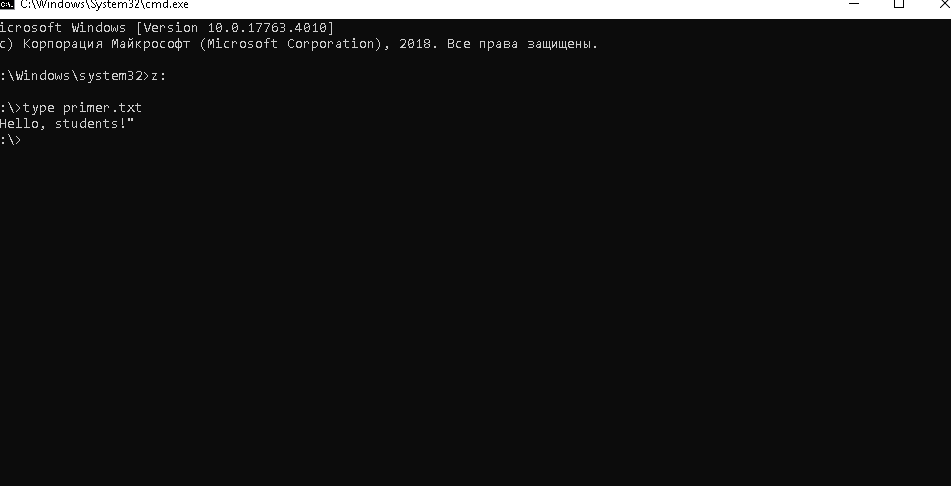 C:\Windows\System32\cmd.exe
icrosoft Windows [Version 10.0.17763.4010]
c) Корпорация Майкрософт (Microsoft Corporation), 2018. Все права защищены.
:\Windows\system32>z:
:\>type primer.txt
Hello, students!"
:\>